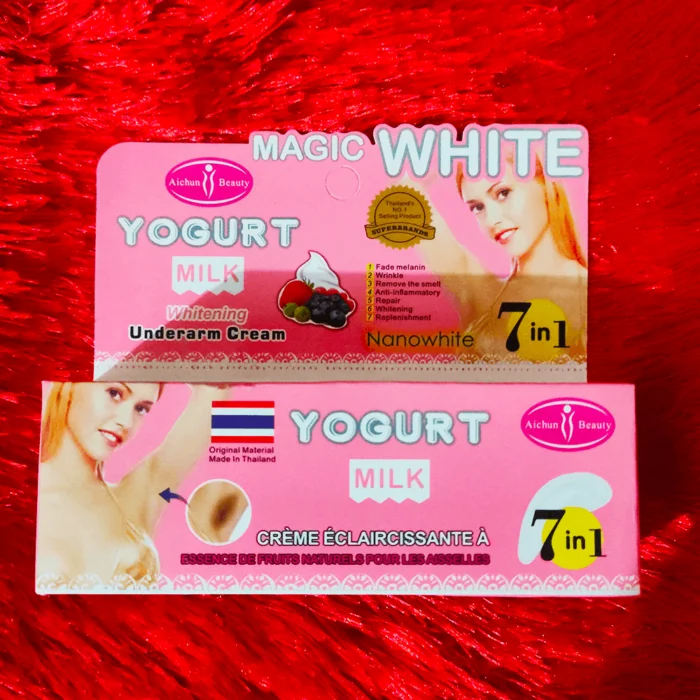 MAGIC WHITE
Aichun Beauty
YOGURT
MILK
Whitening
Underarm Cream
Thailand's
NO.1
Selling Product
SUPERBRANDS
1 Fade melanin
2 Wrinkle
3 Remove the smelt
4 Anti-Inflammatory
5 Repair
6 Whitening
7 Replenishment
Nanowhite
7 in 1
Original Material
Made In Thailand
YOGURT
MILK
Aichun Beauty
7 in 1
CRÈME ÉCLAIRCISSANTE À
ESSENCE DE FRUITS NATURELS POUR LES AISSELLES